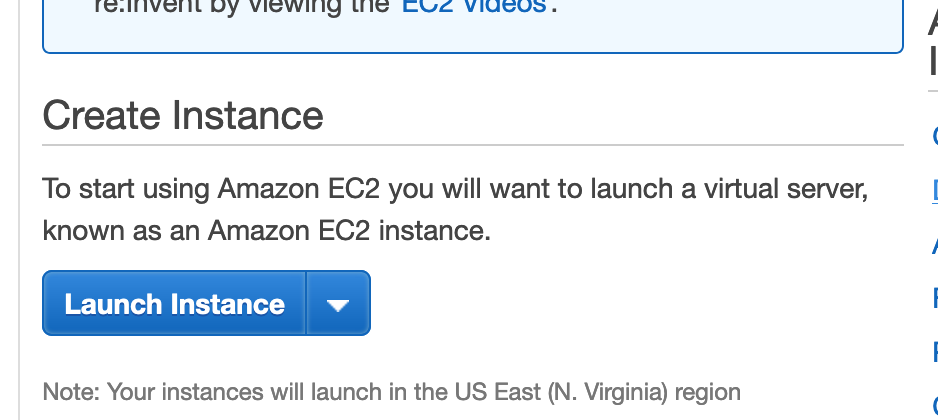 re:Invent by viewing the EC2 Videos.
Create Instance
To start using Amazon EC2 you will want to launch a virtual server,
known as an Amazon EC2 instance.
Launch Instance
Note: Your instances will launch in the US East (N. Virginia) region